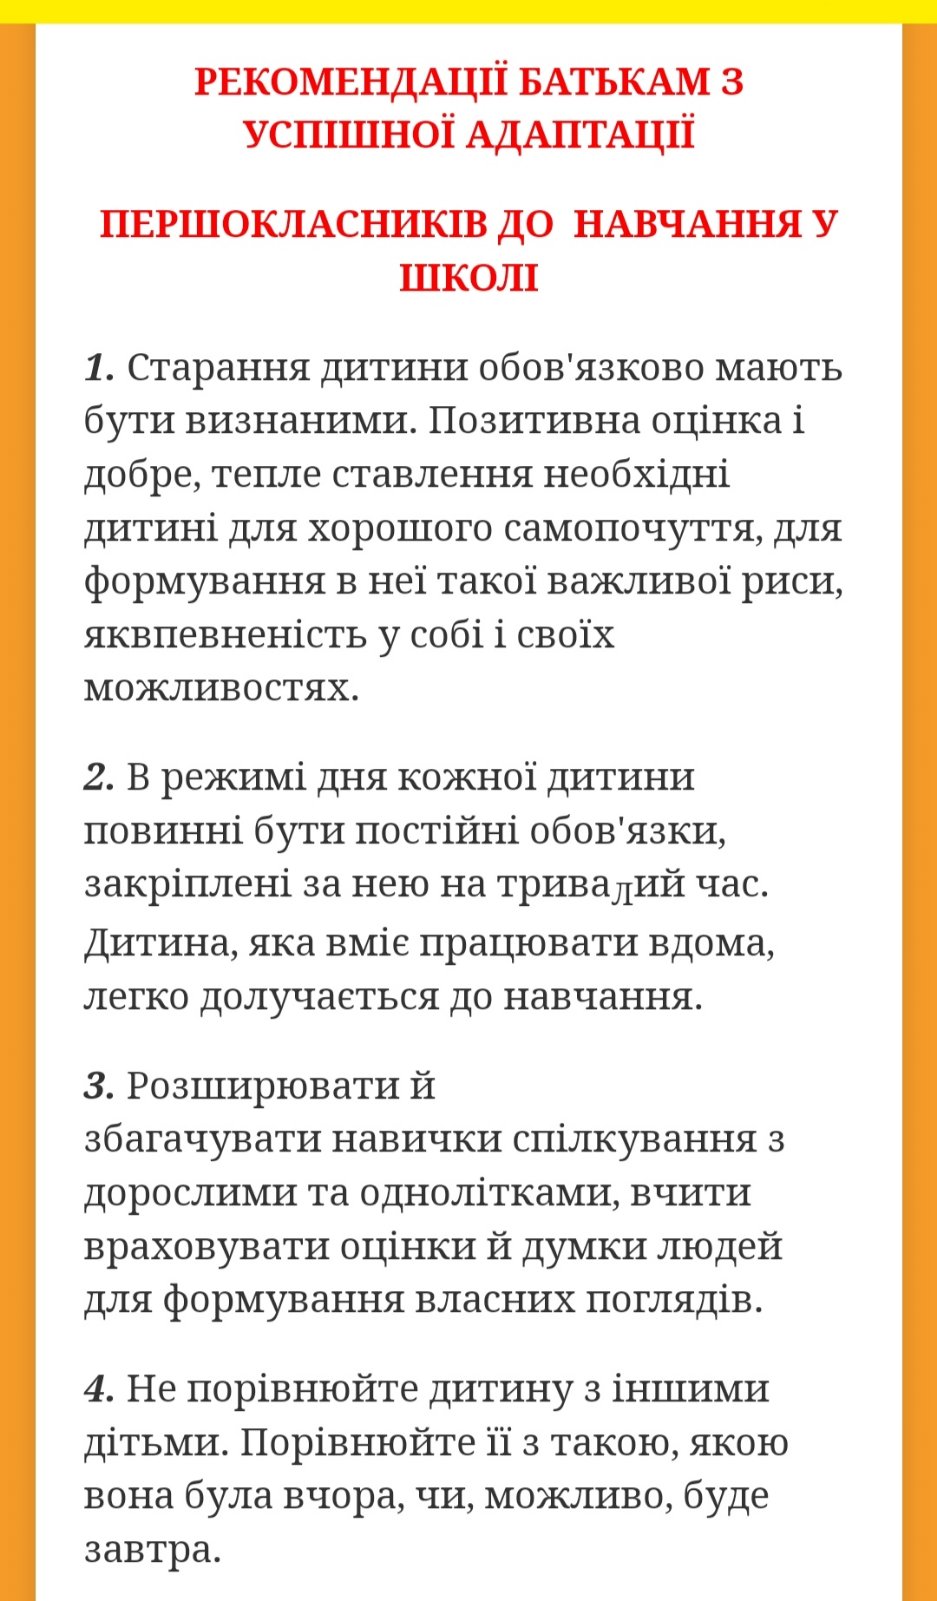 РЕКОМЕНДАЦІЇ БАТЬКАМ З
УСПІШНОЇ АДАПТАЦІЇ
ПЕРШОКЛАСНИКІВ ДО НАВЧАННЯ У
ШКОЛІ
1. Старання дитини обов'язково мають
бути визнаними. Позитивна оцінка і
добре, тепле ставлення необхідні
дитині для хорошого самопочуття, для
формування в неї такої важливої риси,
яквпевненість у собі і своїх
можливостях.
2. В режимі дня кожної дитини
повинні бути постійні обов'язки,
закріплені за нею на тривалий час.
Дитина, яка вміє працювати вдома,
легко долучається до навчання.
3. Розширювати й
збагачувати навички спілкування з
дорослими та однолітками, вчити
враховувати оцінки й думки людей
для формування власних поглядів.
4. Не порівнюйте дитину з іншими
дітьми. Порівнюйте її з такою, якою
вона була вчора, чи, можливо, буде
завтра.